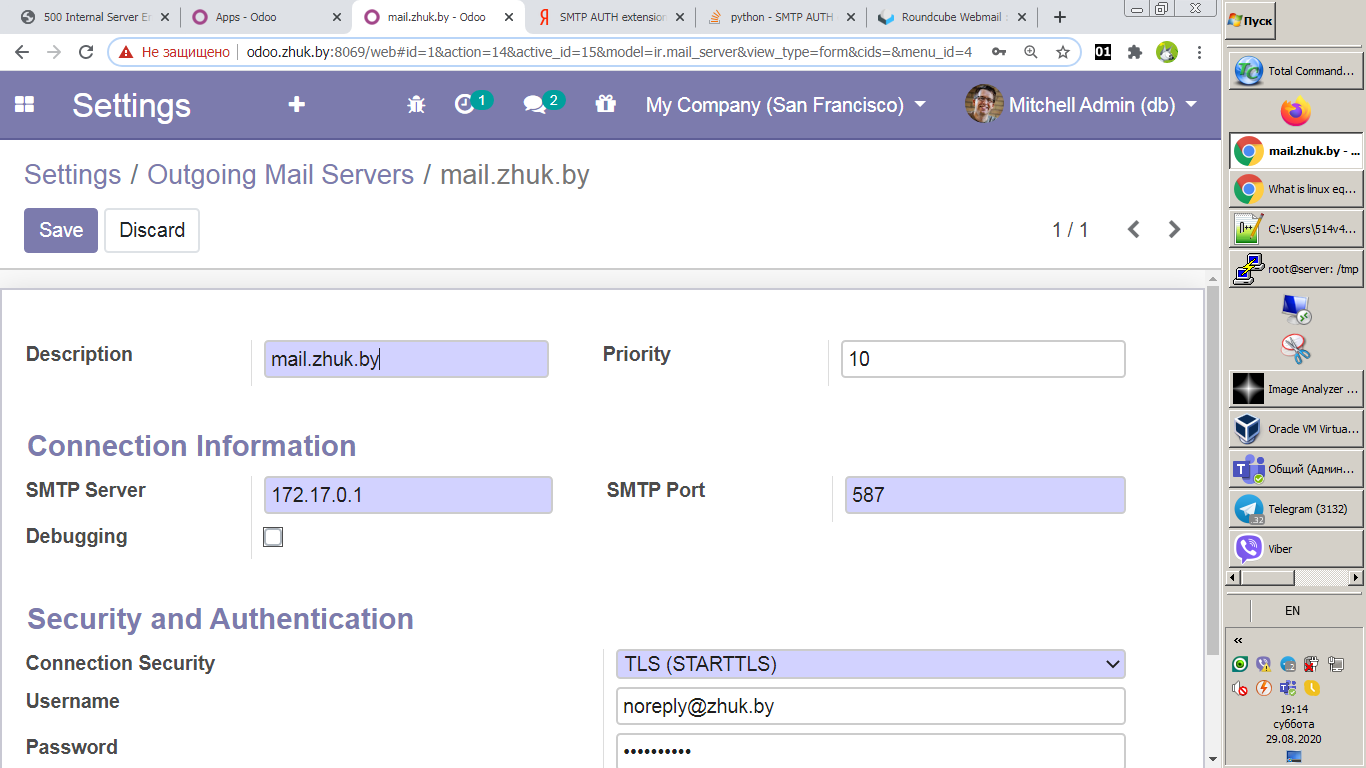 500 Internal Server Er
Apps - Odoo
mail.zhuk.by - Odoo
SMTP AUTH extension
python - SMTP AUTH
Roundcube Webmail
Не защищено
odoo.zhuk.by:8069/web#id=1&action=14&active_id=15&model=ir.mail_server&view_type=form&cids=&menu_id=4
01
Settings
1
2
My Company (San Francisco)
Mitchell Admin (db)
Settings / Outgoing Mail Servers / mail.zhuk.by
Save
Discard
1 / 1
Description
mail.zhuk.by
Priority
10
Connection Information
SMTP Server
172.17.0.1
SMTP Port
587
Debugging
Security and Authentication
Connection Security
TLS (STARTTLS)
Username
noreply@zhuk.by
Password
••••••••••
Пуск
Total Command...
mail.zhuk.by - ...
What is linux eq...
C:\Users\514v4...
root@server: /tmp
Image Analyzer ...
Oracle VM Virtua...
Общий (Админ...
Telegram (3132)
Viber
EN
«
19:14
суббота
29.08.2020